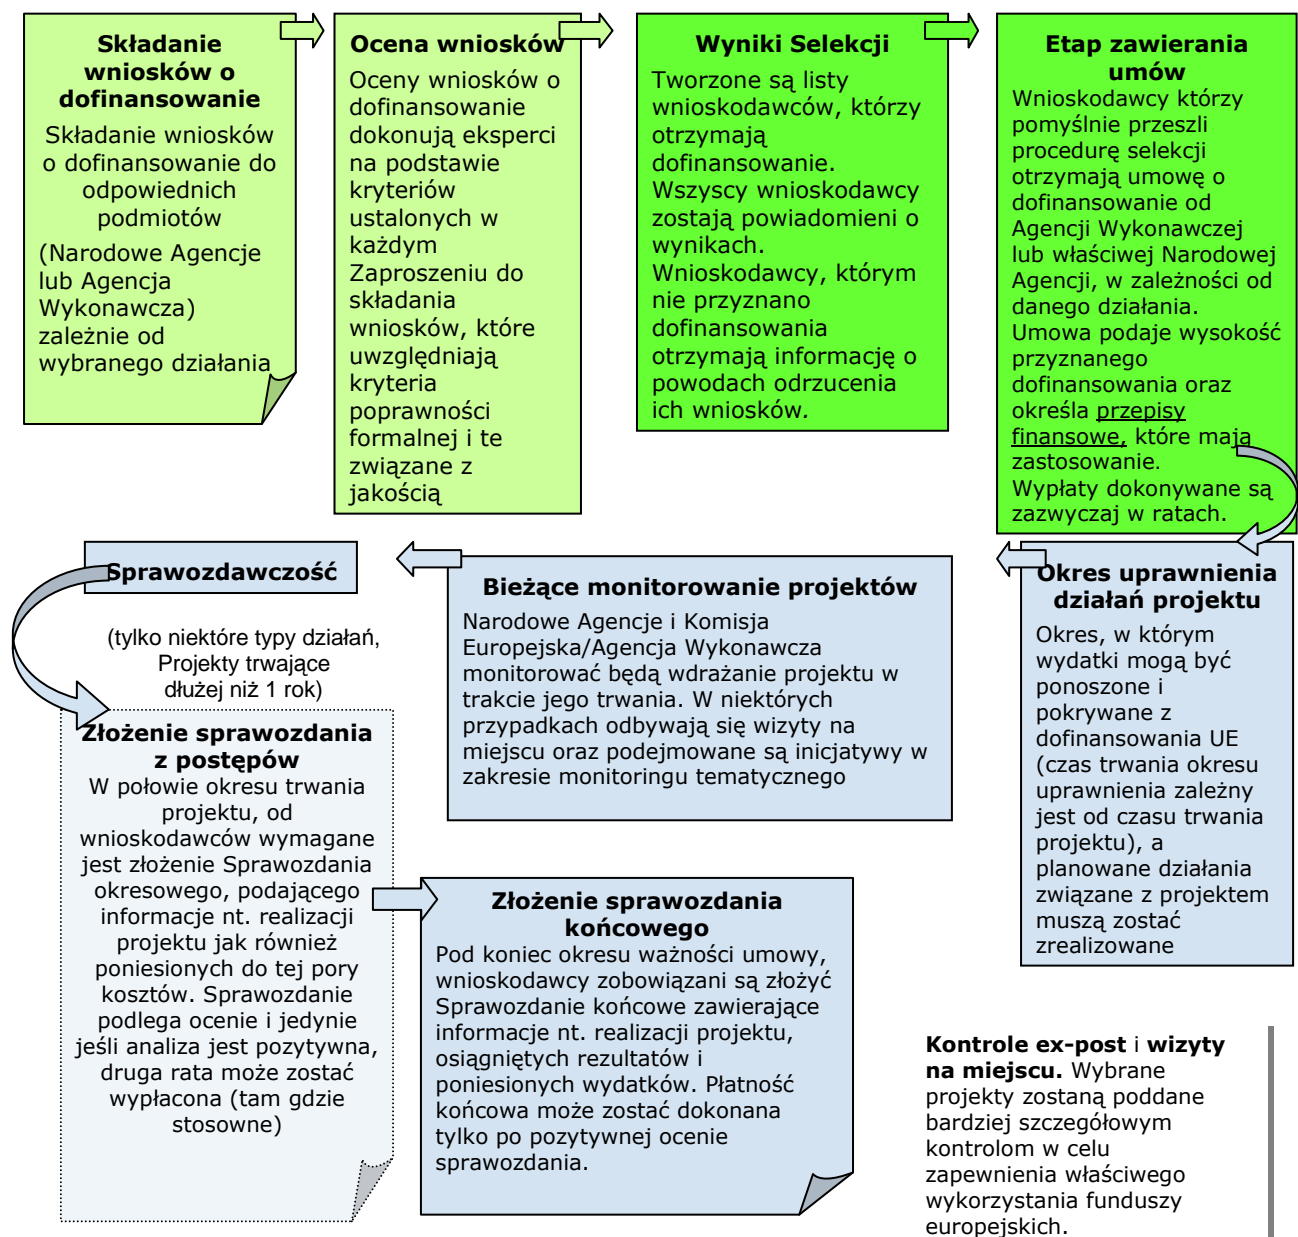 Składanie
wniosków o
dofinansowanie
Składanie wniosków
o dofinansowanie do
odpowiednich
podmiotów
(Narodowe Agencje
lub Agencja
Wykonawcza)
zależnie od
wybranego działania
Ocena wniosków
Oceny wniosków o
dofinansowanie
dokonują eksperci
na podstawie
kryteriów
ustalonych w
każdym
Zaproszeniu do
składania
wniosków, które
uwzględniają
kryteria
poprawności
formalnej i te
związane z
jakością
Wyniki Selekcji
Tworzone są listy
wnioskodawców, którzy
otrzymają
dofinansowanie.
Wszyscy wnioskodawcy
zostają powiadomieni o
wynikach.
Wnioskodawcy, którym
nie przyznano
dofinansowania
otrzymają informację o
powodach odrzucenia
ich wniosków.
Etap zawierania
umów
Wnioskodawcy którzy
pomyślnie przeszli
procedurę selekcji
otrzymają umowę o
dofinansowanie od
Agencji Wykonawczej
lub właściwej Narodowej
Agencji, w zależności od
danego działania.
Umowa podaje wysokość
przyznanego
dofinansowania oraz
określa przepisy
finansowe, które mają
zastosowanie.
Wypłaty dokonywane są
zazwyczaj w ratach.
Okres uprawnienia
działań projektu
Okres, w którym
wydatki mogą być
ponoszone i
pokrywane z
dofinansowania UE
(czas trwania okresu
uprawnienia zależny
jest od czasu trwania
projektu), a
planowane działania
związane z projektem
muszą zostać
zrealizowane
Bieżące monitorowanie projektów
Narodowe Agencje i Komisja
Europejska/Agencja Wykonawcza
monitorować będą wdrażanie projektu w
trakcie jego trwania. W niektórych
przypadkach odbywają się wizyty na
miejscu oraz podejmowane są inicjatywy w
zakresie monitoringu tematycznego
Sprawozdawczość
(tylko niektóre typy działań,
Projekty trwające
dłużej niż 1 rok)
Złożenie sprawozdania
z postępów
W połowie okresu trwania
projektu, od
wnioskodawców wymagane
jest złożenie Sprawozdania
okresowego, podającego
informacje nt. realizacji
projektu jak również
poniesionych do tej pory
kosztów. Sprawozdanie
podlega ocenie i jedynie
jeśli analiza jest pozytywna,
druga rata może zostać
wypłacona (tam gdzie
stosowne)
Złożenie sprawozdania
końcowego
Pod koniec okresu ważności umowy,
wnioskodawcy zobowiązani są złożyć
Sprawozdanie końcowe zawierające
informacje nt. realizacji projektu,
osiągniętych rezultatów i
poniesionych wydatków. Płatność
końcowa może zostać dokonana
tylko po pozytywnej ocenie
sprawozdania.
Kontrole ex-post i wizyty
na miejscu. Wybrane
projekty zostaną poddane
bardziej szczegółowym
kontrolom w celu
zapewnienia właściwego
wykorzystania funduszy
europejskich.